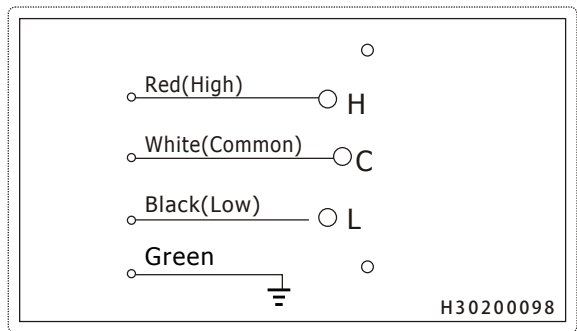 Red(High)
H
White(Common)
C
Black(Low)
L
Green
H30200098